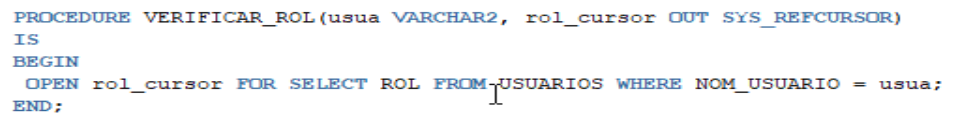 PROCEDURE VERIFICAR_ROL(usua VARCHAR2, rol_cursor OUT SYS_REFCURSOR)
IS
BEGIN
OPEN rol_cursor FOR SELECT ROL FROM USUARIOS WHERE NOM_USUARIO = usua;
END;